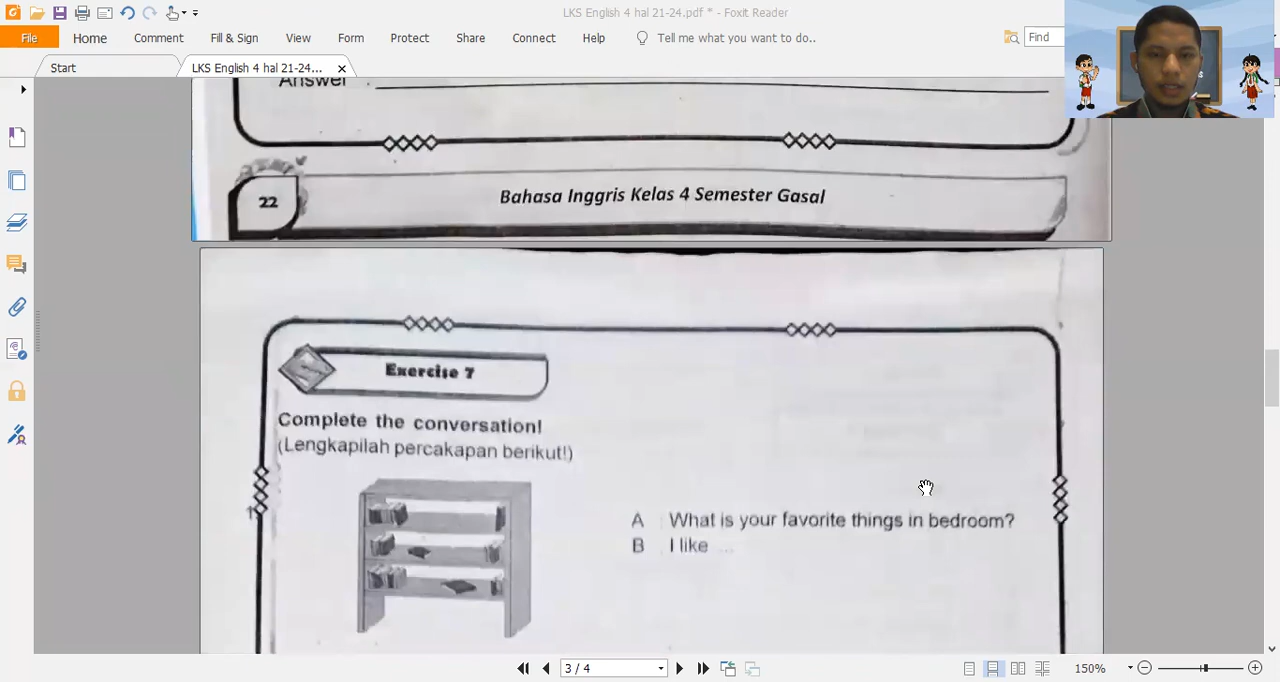 LKS English 4 hal 21-24.pdf * - Foxit Reader
File Home Comment Fill & Sign View Form Protect Share Connect Help Tell me what you want to do.. Find
Start LKS English 4 hal 21-24...
Answer :
22
Bahasa Inggris Kelas 4 Semester Gasal
Exercise 7
Complete the conversation!
(Lengkapilah percakapan berikut!)
A What is your favorite things in bedroom?
B I like ...
3 / 4
150%